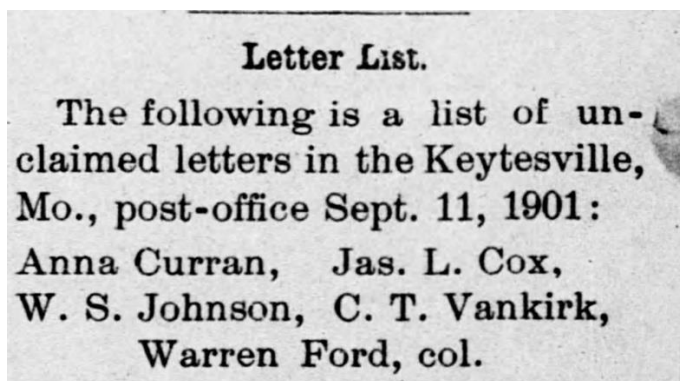 Letter List.
The following is a list of un-
claimed letters in the Keytesville,
Mo., post-office Sept. 11, 1901:
Anna Curran, Jas. L. Cox,
W. S. Johnson, C. T. Vankirk,
Warren Ford, col.